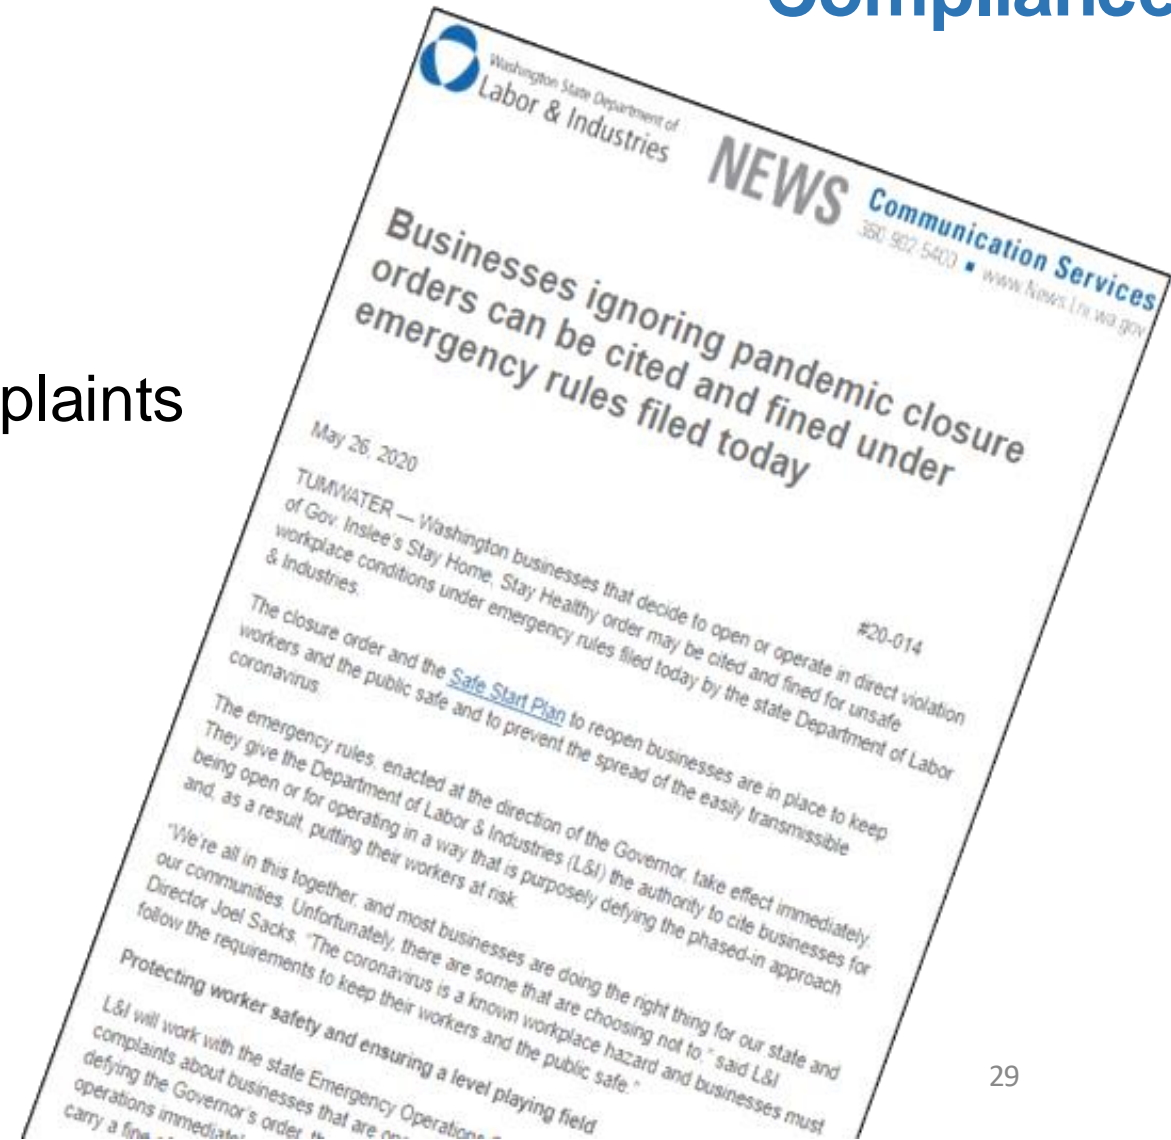 Compliance
plaints
Washington State Department of
Labor & Industries
NEWS
Communication Services
360-902-5403 ▪ www.News.Lni.wa.gov
Businesses ignoring pandemic closure
orders can be cited and fined under
emergency rules filed today
May 26, 2020
#20-014
TUMWATER — Washington businesses that decide to open or operate in direct violation
of Gov. Inslee's Stay Home, Stay Healthy order may be cited and fined for unsafe
workplace conditions under emergency rules filed today by the state Department of Labor
& Industries.
The closure order and the Safe Start Plan to reopen businesses are in place to keep
workers and the public safe and to prevent the spread of the easily transmissible
coronavirus.
The emergency rules, enacted at the direction of the Governor, take effect immediately.
They give the Department of Labor & Industries (L&I) the authority to cite businesses for
being open or for operating in a way that is purposely defying the phased-in approach
and, as a result, putting their workers at risk.
"We're all in this together, and most businesses are doing the right thing for our state and
our communities. Unfortunately, there are some that are choosing not to," said L&I
Director Joel Sacks. "The coronavirus is a known workplace hazard and businesses must
follow the requirements to keep their workers and the public safe."
Protecting worker safety and ensuring a level playing field
L&I will work with the state Emergency Operations
complaints about businesses that are
defying the Governor's order,
operations
carry a fine
29